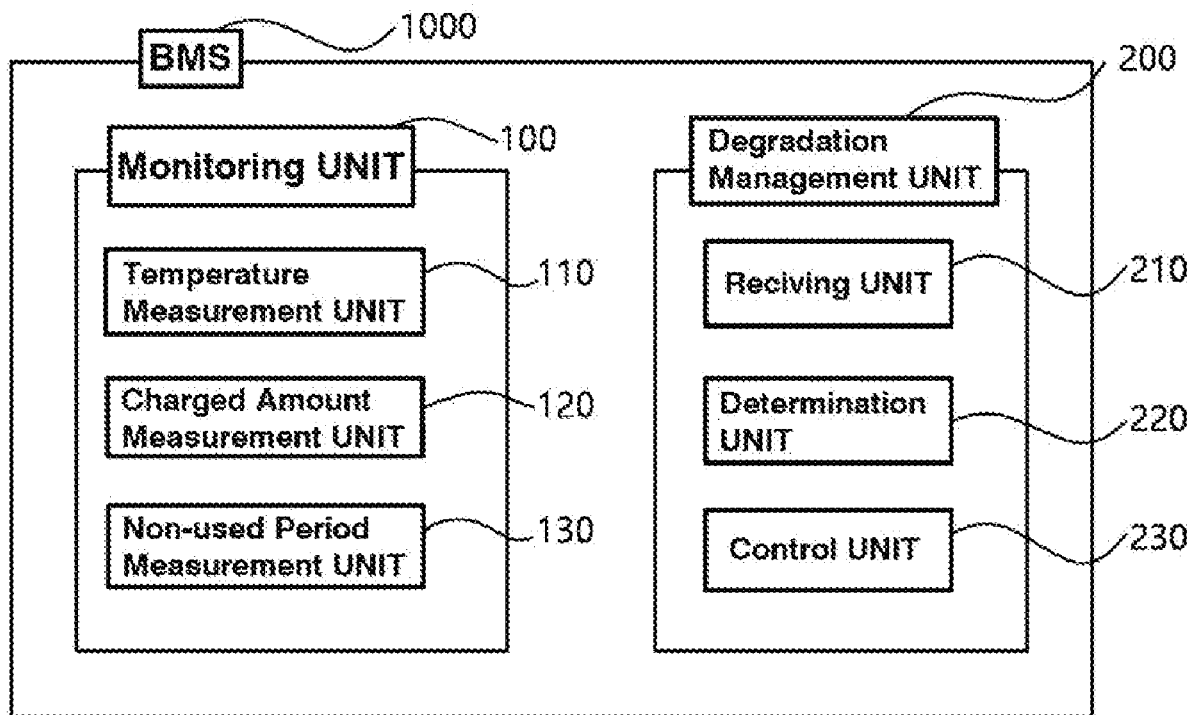 1000
BMS
200
100
Monitoring UNIT
Degradation
Management UNIT
Temperature
Measurement UNIT
110
Charged Amount
Measurement UNIT
120
Non-used Period
Measurement UNIT
130
Reciving UNIT
210
Determination
UNIT
220
Control UNIT
230